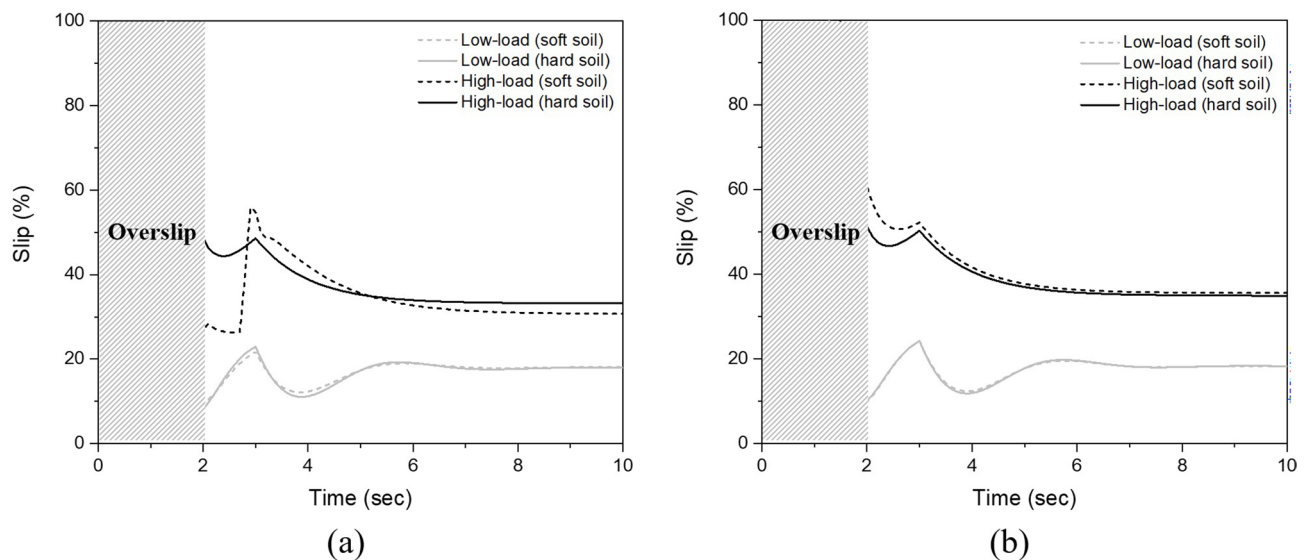 100
80
60
40
20
0
Slip (%)
Overslip
Low-load (soft soil)
Low-load (hard soil)
High-load (soft soil)
High-load (hard soil)
0 2 4 6 8 10
Time (sec)
(a)
100
80
60
40
20
0
Slip (%)
Overslip
Low-load (soft soil)
Low-load (hard soil)
High-load (soft soil)
High-load (hard soil)
0 2 4 6 8 10
Time (sec)
(b)